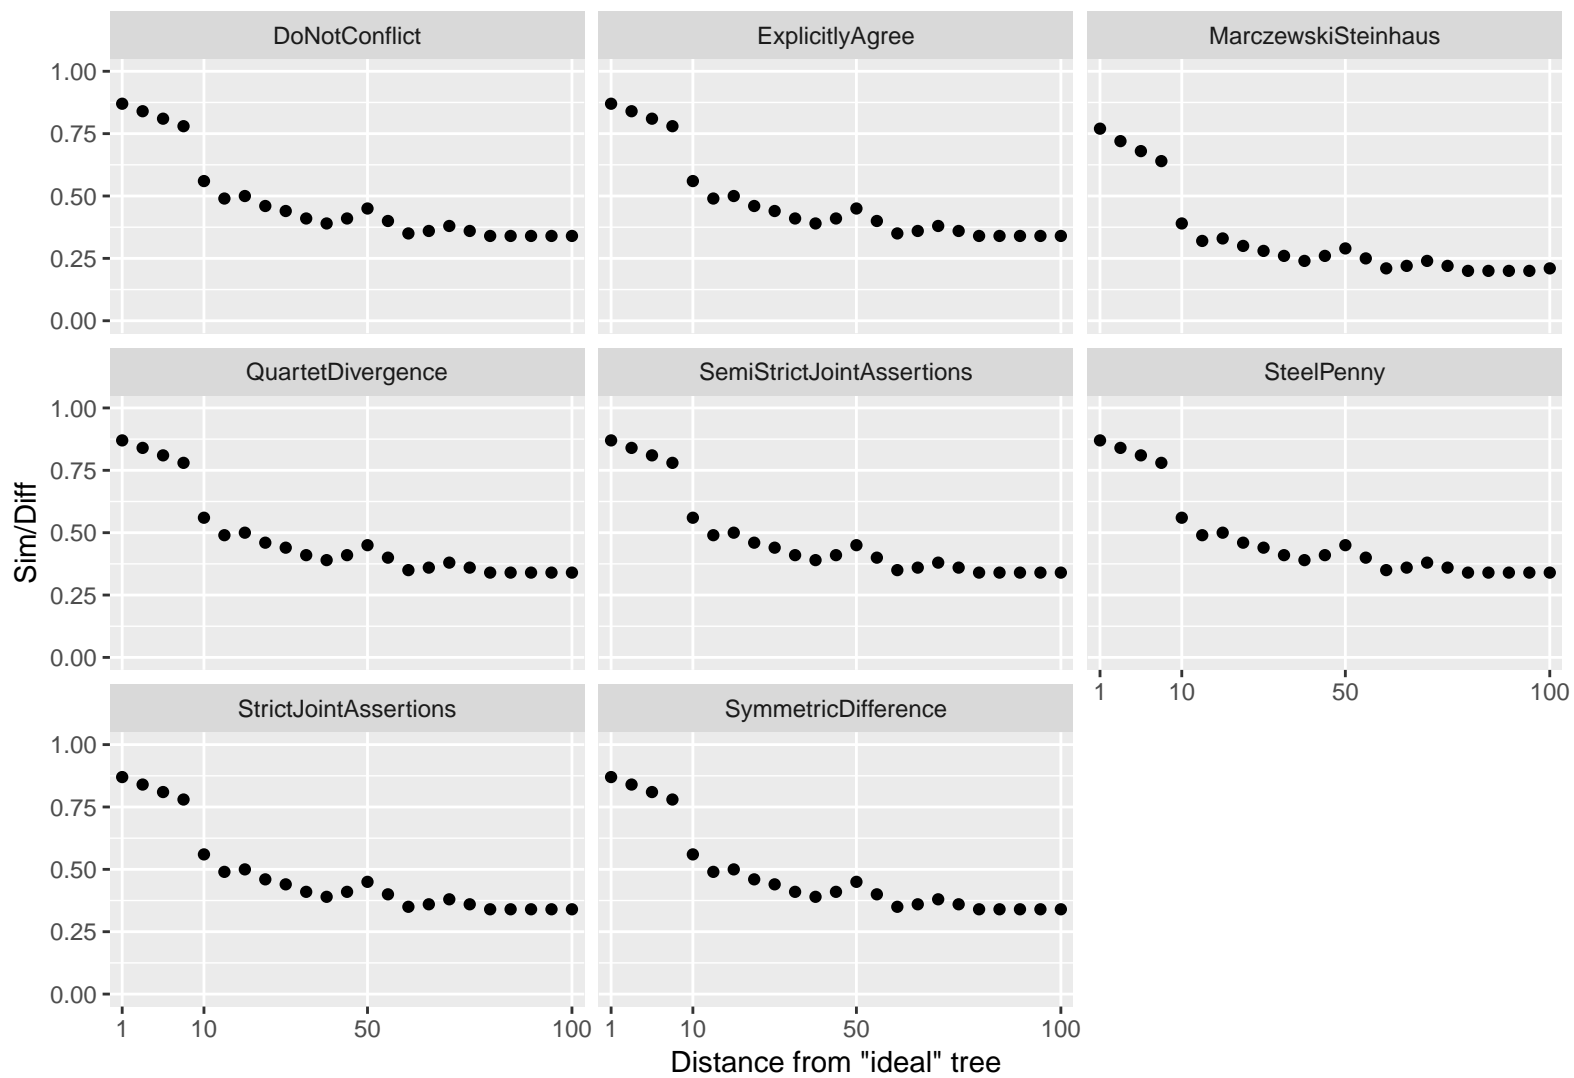 DoNotConflict ExplicitlyAgree MarczewskiSteinhaus
1.00
0.75
0.50
0.25
0.00
QuartetDivergence SemiStrictJointAssertions SteelPenny
1.00
0.75
0.50
0.25
0.00
1 10 50 100
StrictJointAssertions SymmetricDifference
1.00
0.75
0.50
0.25
0.00
1 10 50 100 1 10 50 100
Sim/Diff
Distance from "ideal" tree